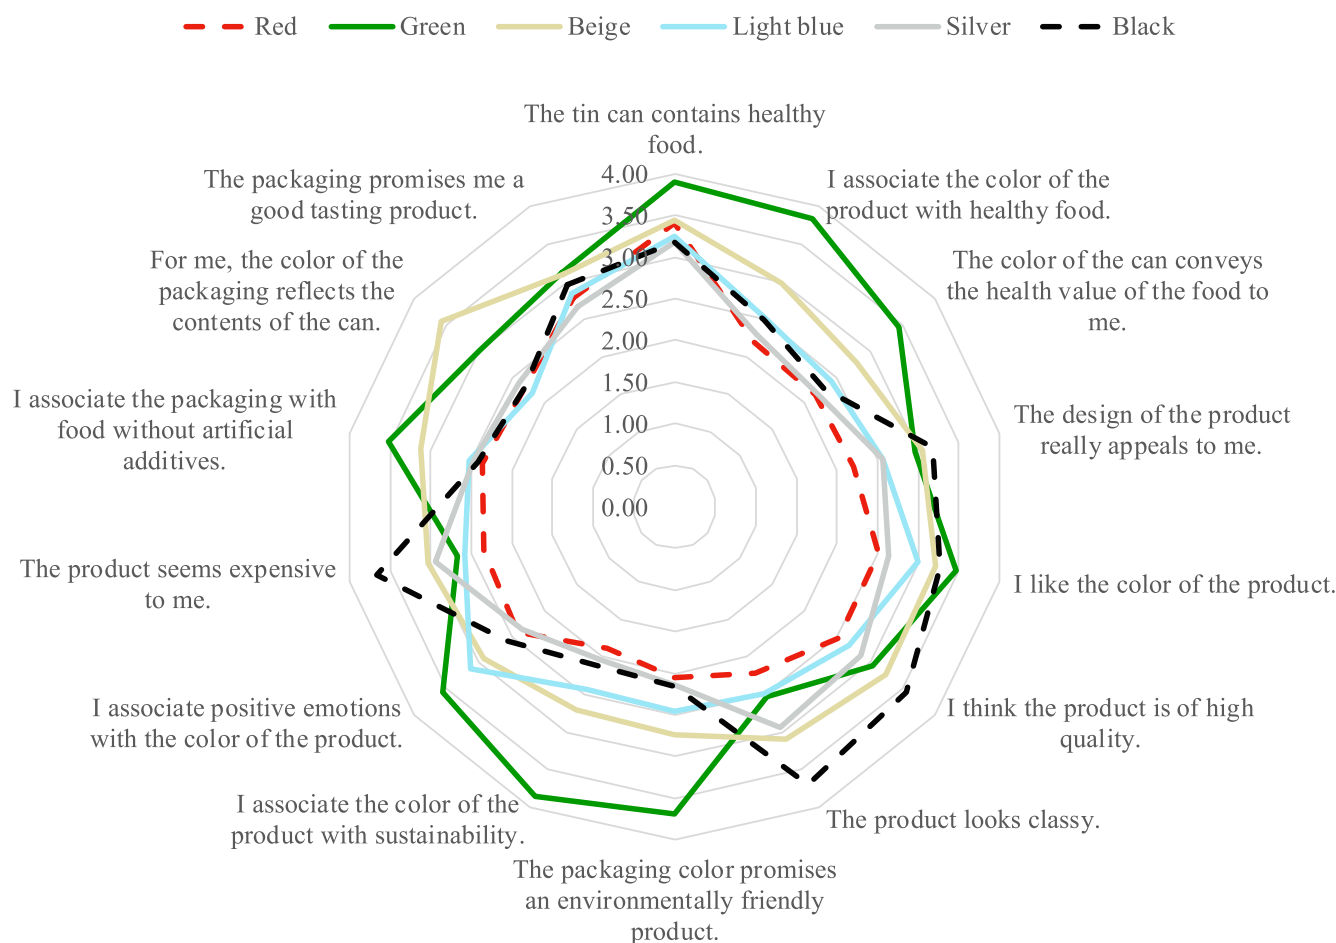 Red Green Beige Light blue Silver Black
The tin can contains healthy
food.
I associate the color of the
product with healthy food.
The color of the can conveys
the health value of the food to
me.
The design of the product
really appeals to me.
I like the color of the product.
I think the product is of high
quality.
The product looks classy.
The packaging color promises
an environmentally friendly
product.
I associate the color of the
product with sustainability.
I associate positive emotions
with the color of the product.
The product seems expensive
to me.
I associate the packaging with
food without artificial
additives.
For me, the color of the
packaging reflects the
contents of the can.
The packaging promises me a
good tasting product.
4.00
3.50
3.00
2.50
2.00
1.50
1.00
0.50
0.00